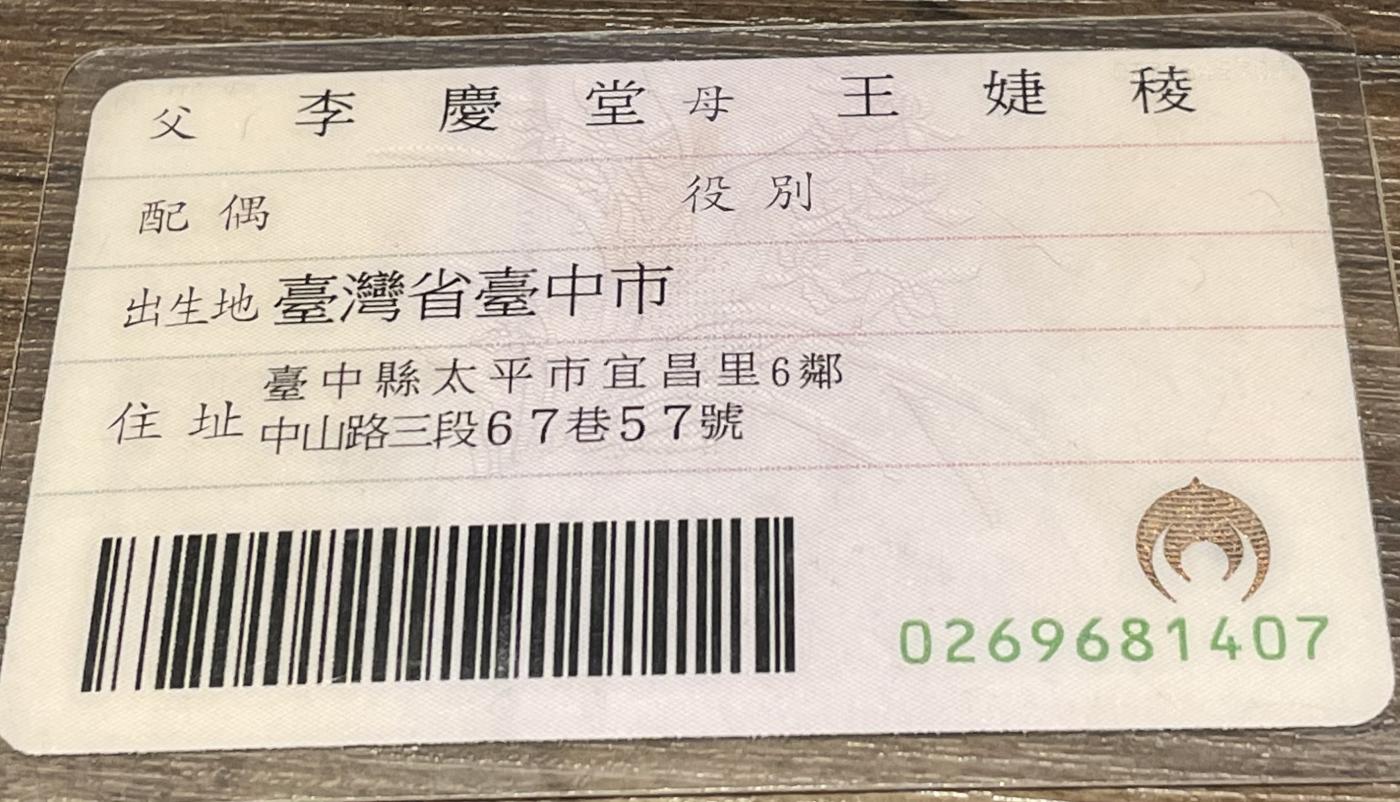 父 李慶堂 母 王婕稜
配偶 役別
出生地 臺灣省臺中市
住址 臺中縣太平市宜昌里6鄰
中山路三段67巷57號
0269681407